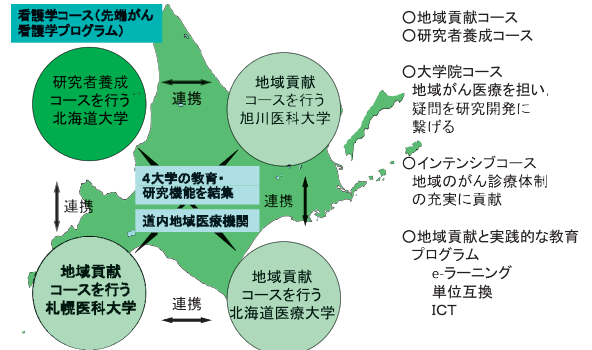 看護学コース(先端がん
看護学プログラム)
研究者養成
コースを行う
北海道大学
連携
地域貢献
コースを行う
旭川医科大学
4大学の教育・
研究機能を結集
道内地域医療機関
連携
連携
地域貢献
コースを行う
札幌医科大学
連携
地域貢献
コースを行う
北海道医療大学
〇地域貢献コース
〇研究者養成コース
〇大学院コース
地域がん医療を担い、
疑問を研究開発に
繋げる
〇インテンシブコース
地域のがん診療体制
の充実に貢献
〇地域貢献と実践的な教育
プログラム
e-ラーニング
単位互換
ICT